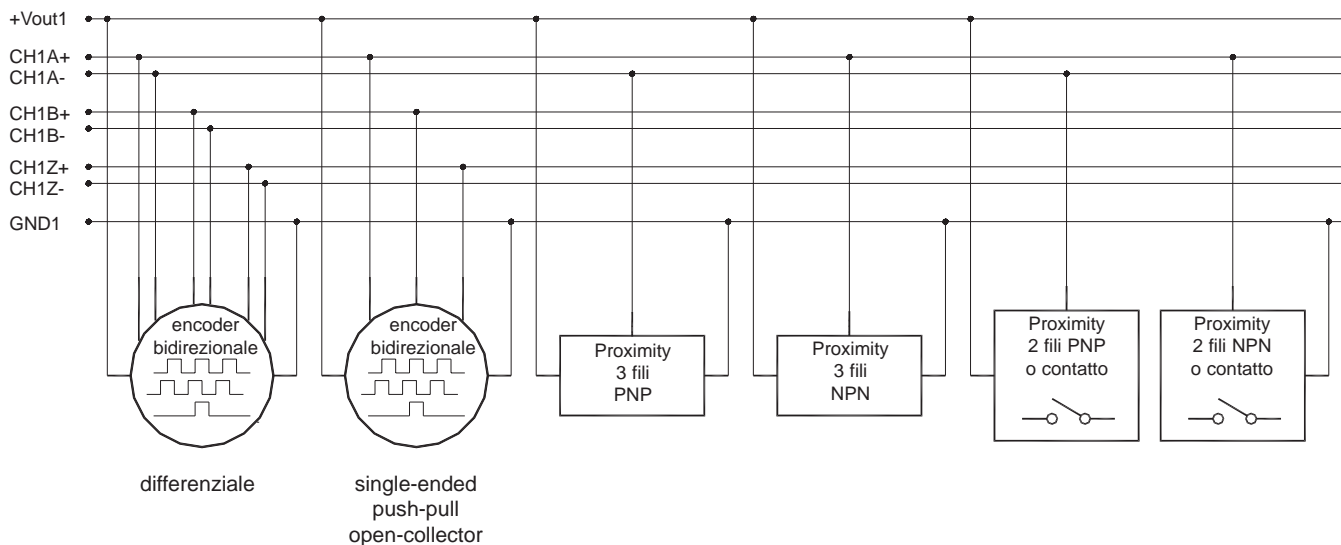 +Vout1
CH1A+
CH1A-
CH1B+
CH1B-
CH1Z+
CH1Z-
GND1
encoder
bidirezionale
encoder
bidirezionale
Proximity
3 fili
PNP
Proximity
3 fili
NPN
Proximity
2 fili PNP
o contatto
Proximity
2 fili NPN
o contatto
differenziale
single-ended
push-pull
open-collector